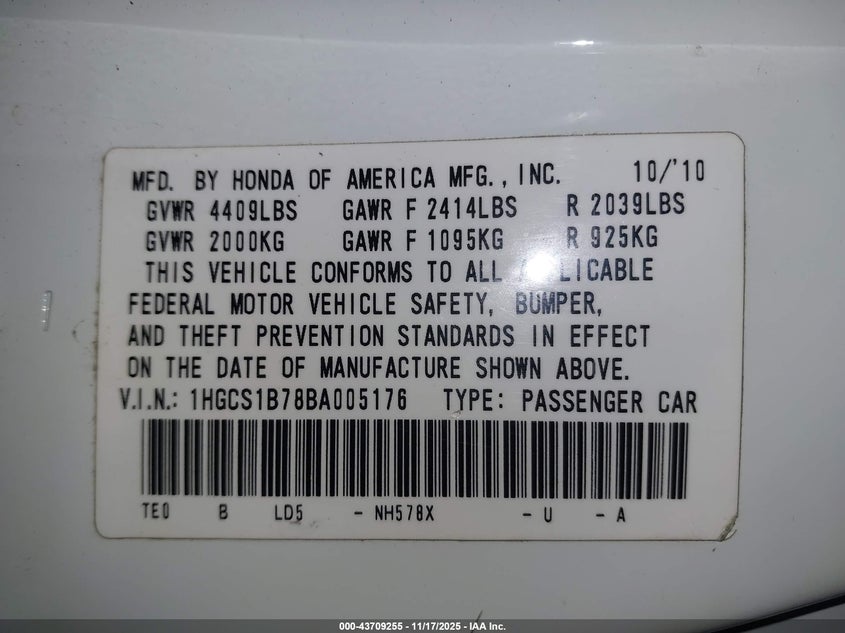 MFD. BY HONDA OF AMERICA MFG., INC. 10/'10
GVWR 4409LBS GAWR F 2414LBS R 2039LBS
GVWR 2000KG GAWR F 1095KG R 925KG
THIS VEHICLE CONFORMS TO ALL APPLICABLE
FEDERAL MOTOR VEHICLE SAFETY, BUMPER,
AND THEFT PREVENTION STANDARDS IN EFFECT
ON THE DATE OF MANUFACTURE SHOWN ABOVE.
V.I.N.: 1HGCS1B78BA005176 TYPE: PASSENGER CAR
TE0 B LD5 - NH578X - U - A
000-43709255 - 11/17/2025 - IAA Inc.